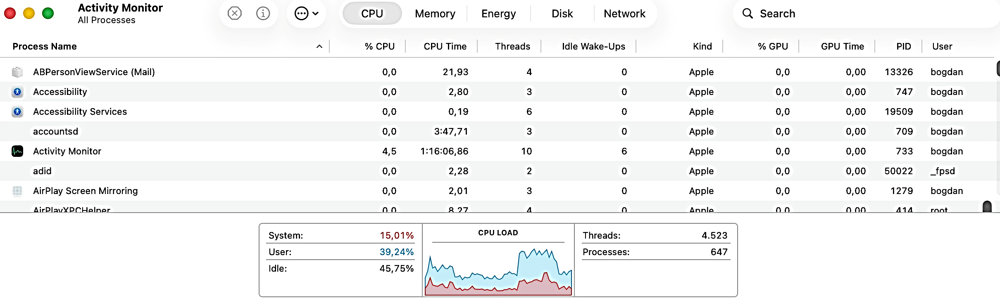 Activity Monitor
All Processes
CPU Memory Energy Disk Network Search
Process Name % CPU CPU Time Threads Idle Wake-Ups Kind % GPU GPU Time PID User
ABPersonViewService (Mail) 0,0 21,93 4 0 Apple 0,0 0,00 13326 bogdan
Accessibility 0,0 2,80 3 0 Apple 0,0 0,00 747 bogdan
Accessibility Services 0,0 0,19 6 0 Apple 0,0 0,00 19509 bogdan
accountsd 0,0 3:47,71 3 0 Apple 0,0 0,00 709 bogdan
Activity Monitor 4,5 1:16:06,86 10 6 Apple 0,0 0,00 733 bogdan
adid 0,0 2,28 2 0 Apple 0,0 0,00 50022 _fpsd
AirPlay Screen Mirroring 0,0 2,01 3 0 Apple 0,0 0,00 1279 bogdan
AirPlayXPCHelper 0,0 8,27 4 0 Apple 0,0 0,00 414 root
System: 15,01%
User: 39,24%
Idle: 45,75%
CPU LOAD
Threads: 4.523
Processes: 647